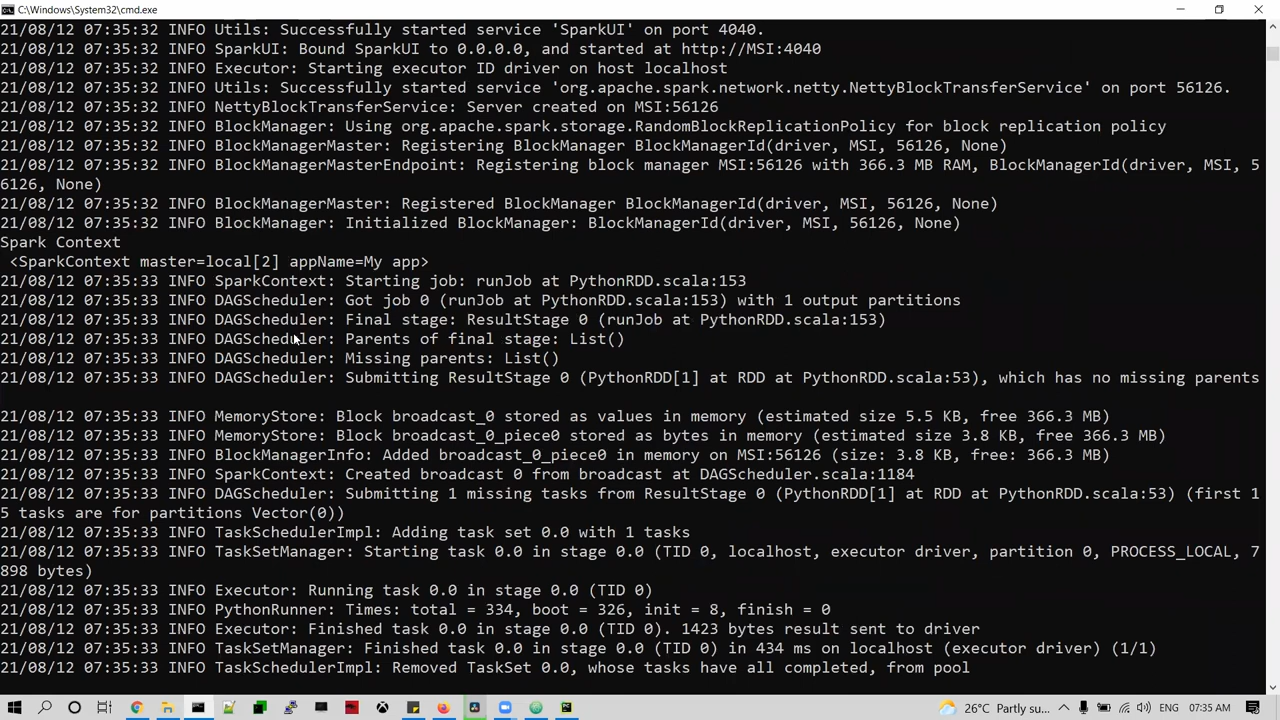 C:\Windows\System32\cmd.exe
21/08/12 07:35:32 INFO Utils: Successfully started service 'SparkUI' on port 4040.
21/08/12 07:35:32 INFO SparkUI: Bound SparkUI to 0.0.0.0, and started at http://MSI:4040
21/08/12 07:35:32 INFO Executor: Starting executor ID driver on host localhost
21/08/12 07:35:32 INFO Utils: Successfully started service 'org.apache.spark.network.netty.NettyBlockTransferService' on port 56126.
21/08/12 07:35:32 INFO NettyBlockTransferService: Server created on MSI:56126
21/08/12 07:35:32 INFO BlockManager: Using org.apache.spark.storage.RandomBlockReplicationPolicy for block replication policy
21/08/12 07:35:32 INFO BlockManagerMaster: Registering BlockManager BlockManagerId(driver, MSI, 56126, None)
21/08/12 07:35:32 INFO BlockManagerMasterEndpoint: Registering block manager MSI:56126 with 366.3 MB RAM, BlockManagerId(driver, MSI, 5
6126, None)
21/08/12 07:35:32 INFO BlockManagerMaster: Registered BlockManager BlockManagerId(driver, MSI, 56126, None)
21/08/12 07:35:32 INFO BlockManager: Initialized BlockManager: BlockManagerId(driver, MSI, 56126, None)
Spark Context
<SparkContext master=local[2] appName=My app>
21/08/12 07:35:33 INFO SparkContext: Starting job: runJob at PythonRDD.scala:153
21/08/12 07:35:33 INFO DAGScheduler: Got job 0 (runJob at PythonRDD.scala:153) with 1 output partitions
21/08/12 07:35:33 INFO DAGScheduler: Final stage: ResultStage 0 (runJob at PythonRDD.scala:153)
21/08/12 07:35:33 INFO DAGScheduler: Parents of final stage: List()
21/08/12 07:35:33 INFO DAGScheduler: Missing parents: List()
21/08/12 07:35:33 INFO DAGScheduler: Submitting ResultStage 0 (PythonRDD[1] at RDD at PythonRDD.scala:53), which has no missing parents
21/08/12 07:35:33 INFO MemoryStore: Block broadcast_0 stored as values in memory (estimated size 5.5 KB, free 366.3 MB)
21/08/12 07:35:33 INFO MemoryStore: Block broadcast_0_piece0 stored as bytes in memory (estimated size 3.8 KB, free 366.3 MB)
21/08/12 07:35:33 INFO BlockManagerInfo: Added broadcast_0_piece0 in memory on MSI:56126 (size: 3.8 KB, free: 366.3 MB)
21/08/12 07:35:33 INFO SparkContext: Created broadcast 0 from broadcast at DAGScheduler.scala:1184
21/08/12 07:35:33 INFO DAGScheduler: Submitting 1 missing tasks from ResultStage 0 (PythonRDD[1] at RDD at PythonRDD.scala:53) (first 1
5 tasks are for partitions Vector(0))
21/08/12 07:35:33 INFO TaskSchedulerImpl: Adding task set 0.0 with 1 tasks
21/08/12 07:35:33 INFO TaskSetManager: Starting task 0.0 in stage 0.0 (TID 0, localhost, executor driver, partition 0, PROCESS_LOCAL, 7
898 bytes)
21/08/12 07:35:33 INFO Executor: Running task 0.0 in stage 0.0 (TID 0)
21/08/12 07:35:33 INFO PythonRunner: Times: total = 334, boot = 326, init = 8, finish = 0
21/08/12 07:35:33 INFO Executor: Finished task 0.0 in stage 0.0 (TID 0). 1423 bytes result sent to driver
21/08/12 07:35:33 INFO TaskSetManager: Finished task 0.0 in stage 0.0 (TID 0) in 434 ms on localhost (executor driver) (1/1)
21/08/12 07:35:33 INFO TaskSchedulerImpl: Removed TaskSet 0.0, whose tasks have all completed, from pool
26°C Partly su... ENG 07:35 AM